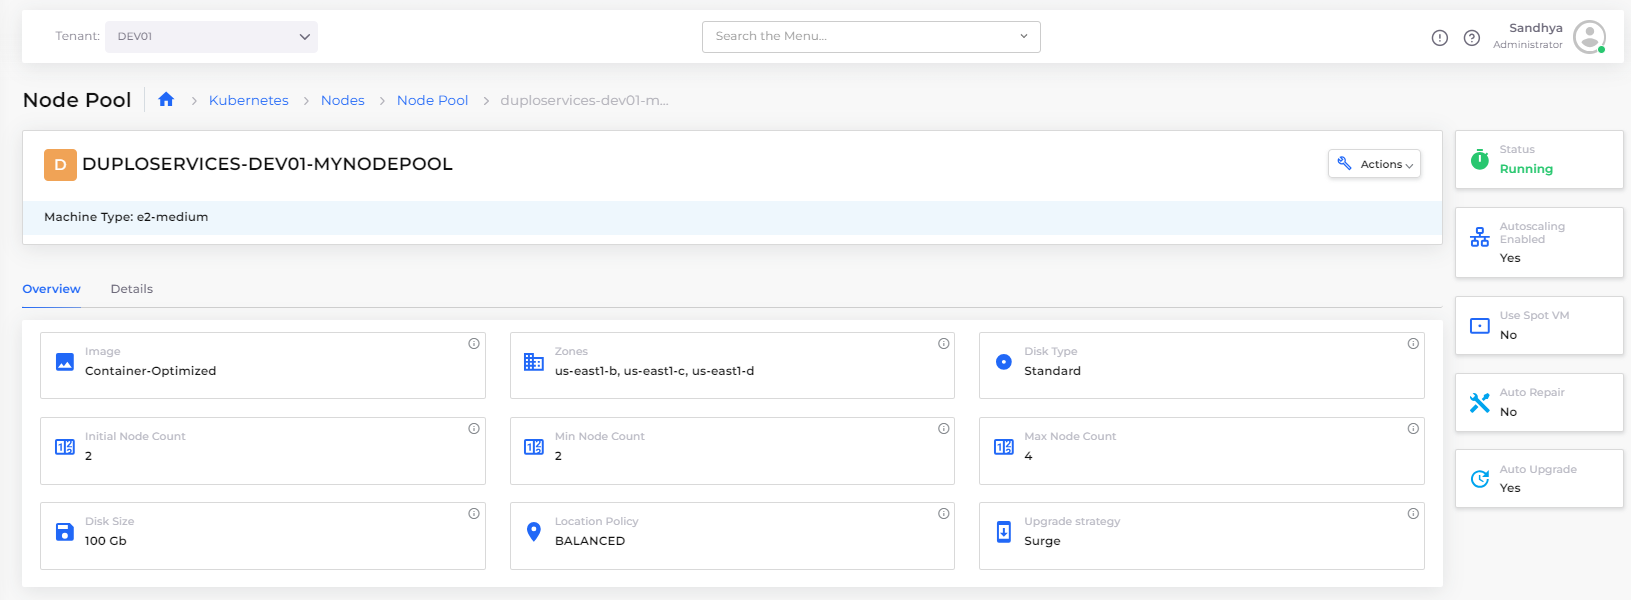 Tenant: DEV01 Search the Menu... Sandhya
Administrator
Node Pool Kubernetes Nodes Node Pool duploservices-dev01-m...
D DUPLOSERVICES-DEV01-MYNODEPOOL Actions
Machine Type: e2-medium
Status
Running
Autoscaling
Enabled
Yes
Use Spot VM
No
Auto Repair
No
Auto Upgrade
Yes
Overview Details
Image
Container-Optimized
Zones
us-east1-b, us-east1-c, us-east1-d
Disk Type
Standard
Initial Node Count
2
Min Node Count
2
Max Node Count
4
Disk Size
100 Gb
Location Policy
BALANCED
Upgrade strategy
Surge